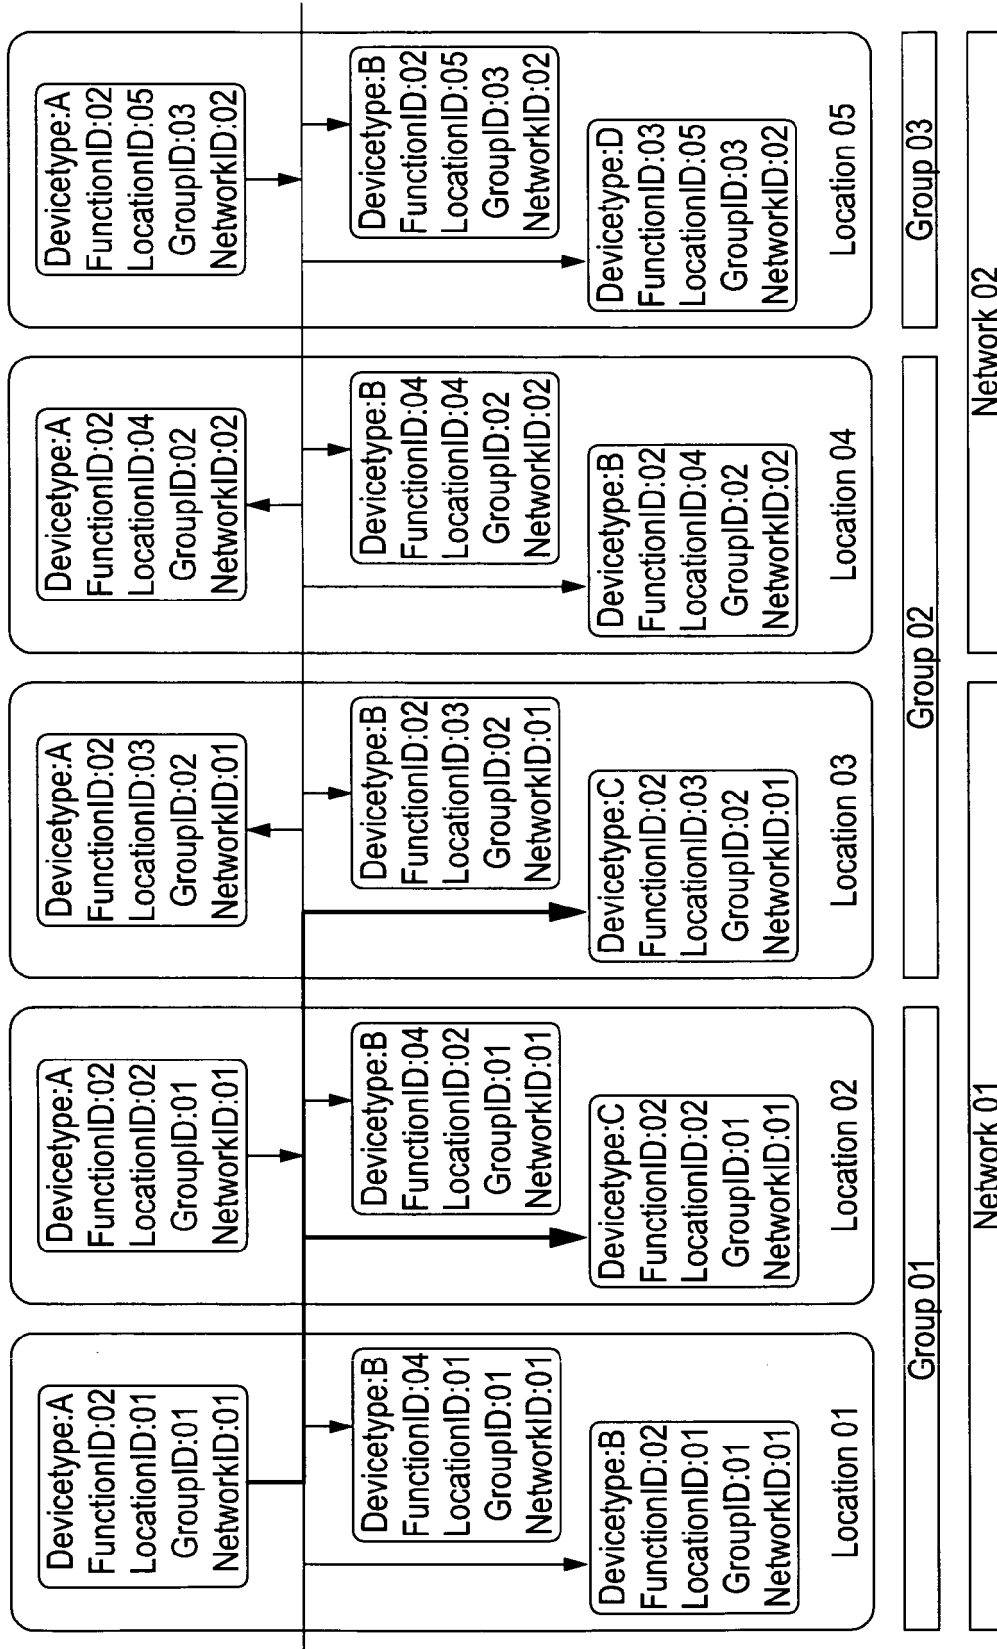 Devicetype:A
FunctionID:02
LocationID:01
GroupID:01
NetworkID:01
Devicetype:B
FunctionID:04
LocationID:01
GroupID:01
NetworkID:01
Devicetype:B
FunctionID:02
LocationID:01
GroupID:01
NetworkID:01
Location 01
Devicetype:A
FunctionID:02
LocationID:02
GroupID:01
NetworkID:01
Devicetype:B
FunctionID:04
LocationID:02
GroupID:01
NetworkID:01
Devicetype:C
FunctionID:02
LocationID:02
GroupID:01
NetworkID:01
Location 02
Devicetype:A
FunctionID:02
LocationID:03
GroupID:02
NetworkID:01
Devicetype:B
FunctionID:02
LocationID:03
GroupID:02
NetworkID:01
Devicetype:C
FunctionID:02
LocationID:03
GroupID:02
NetworkID:01
Location 03
Devicetype:A
FunctionID:02
LocationID:04
GroupID:02
NetworkID:02
Devicetype:B
FunctionID:04
LocationID:04
GroupID:02
NetworkID:02
Devicetype:B
FunctionID:02
LocationID:04
GroupID:02
NetworkID:02
Location 04
Devicetype:A
FunctionID:02
LocationID:05
GroupID:03
NetworkID:02
Devicetype:B
FunctionID:02
LocationID:05
GroupID:03
NetworkID:02
Devicetype:D
FunctionID:03
LocationID:05
GroupID:03
NetworkID:02
Location 05
Group 01
Group 02
Group 03
Network 01
Network 02